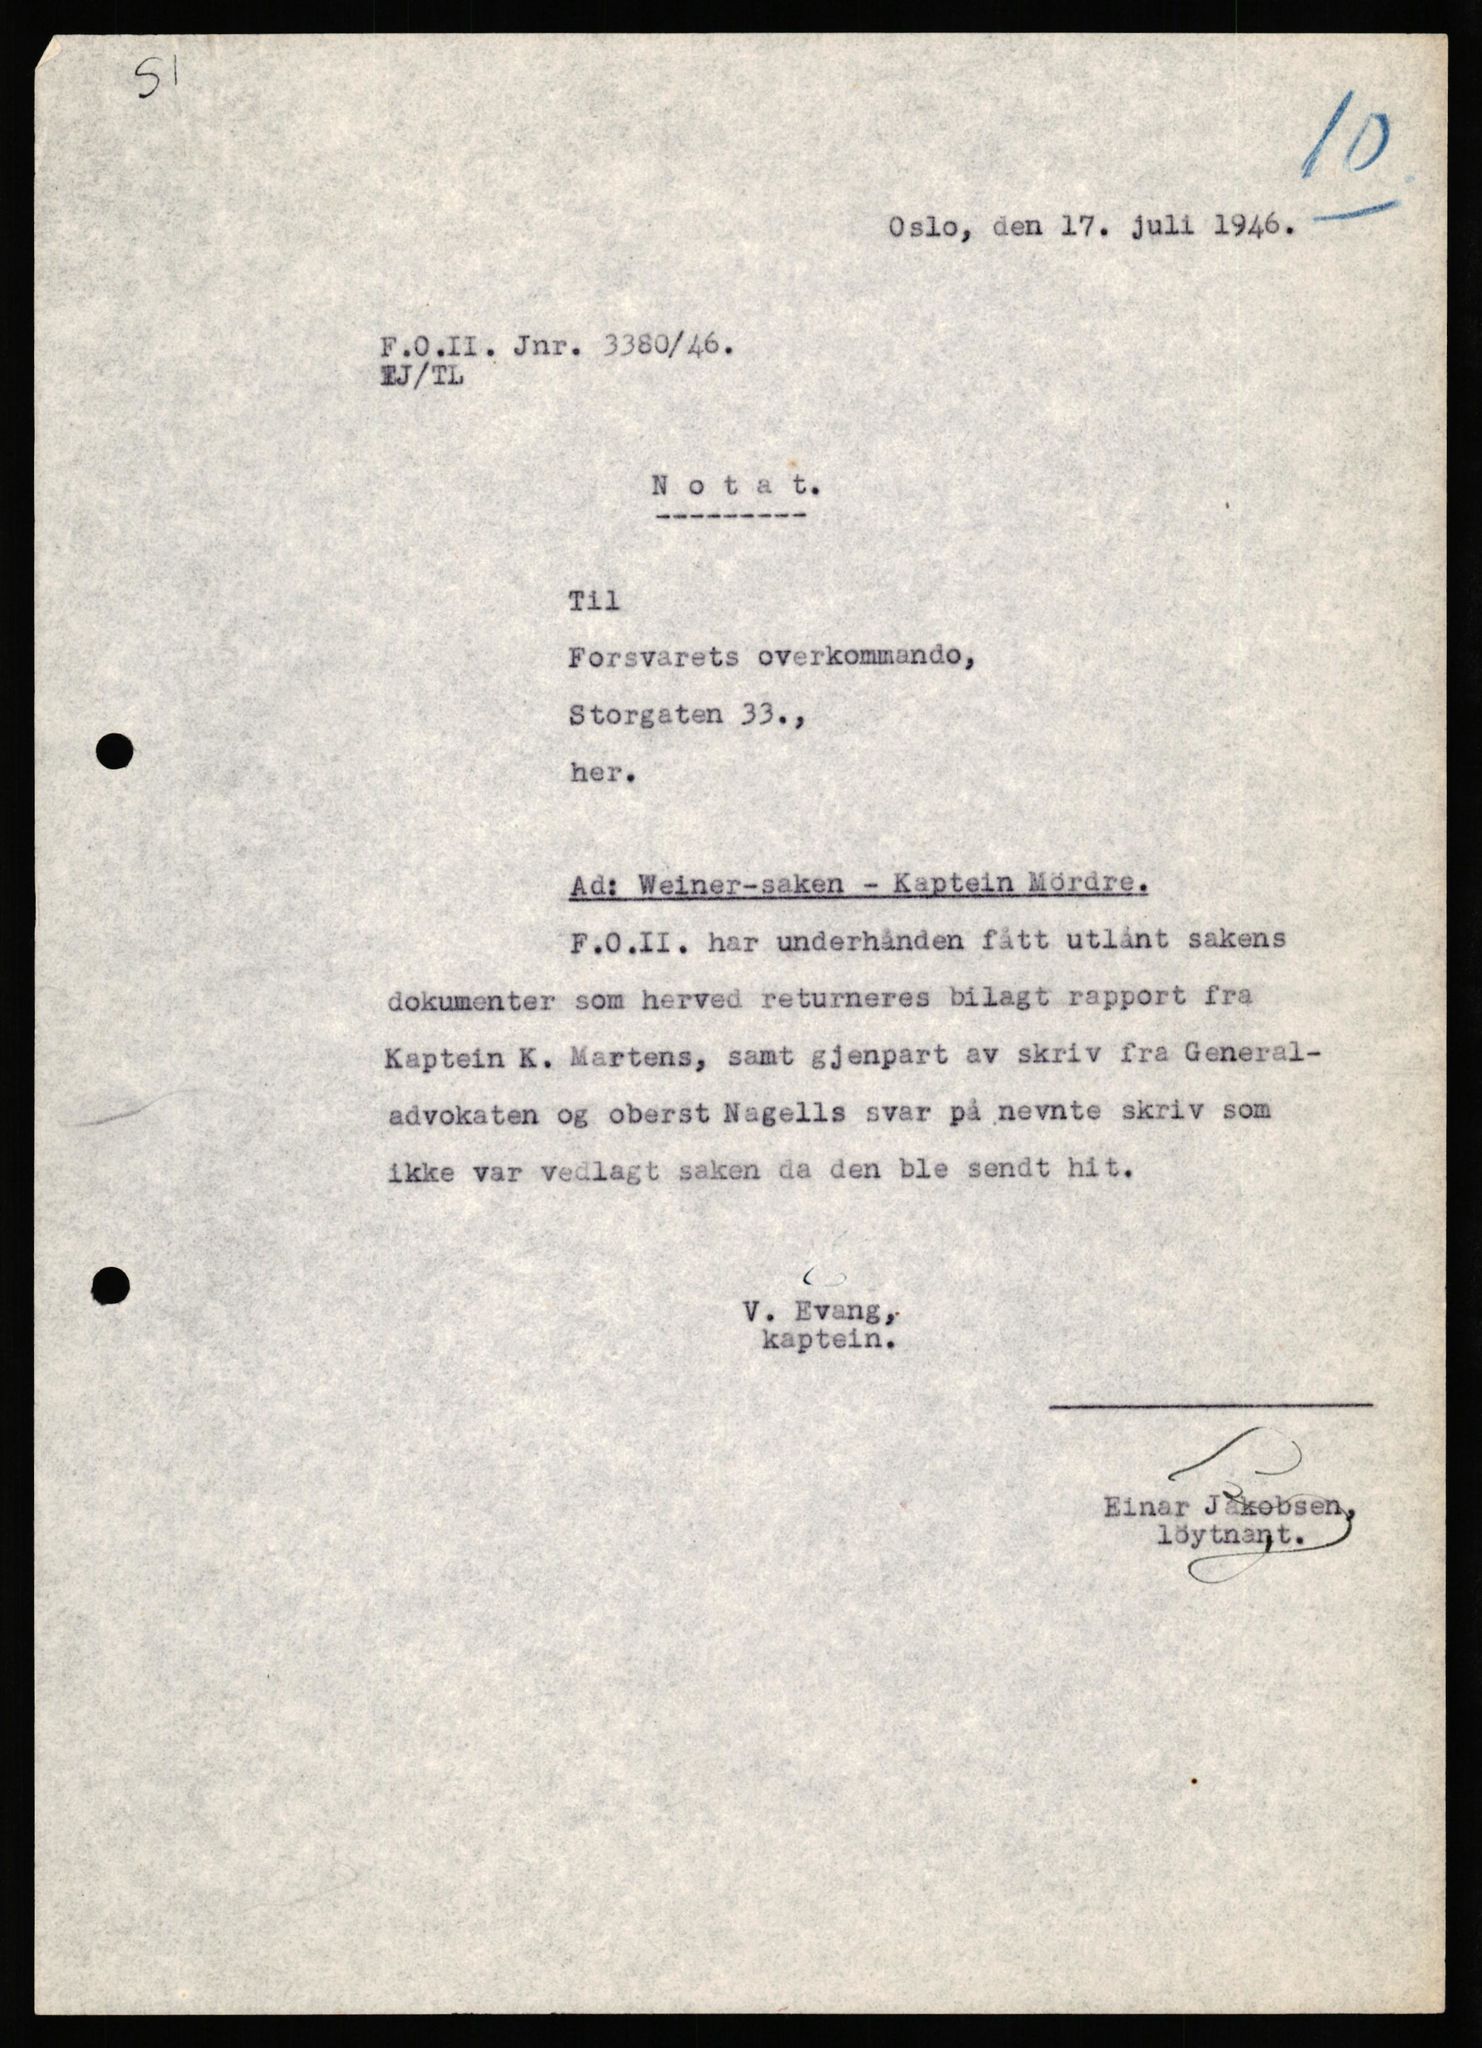 51
10
Oslo, den 17. juli 1946.
F.O.II. Jnr. 3380/46.
EJ/TL
N o t a t.
Til
Forsvarets overkommando,
Storgaten 33.,
her.
Ad: Weiner-saken - Kaptein Mördre.
F.O.II. har underhånden fått utlånt sakens
dokumenter som herved returneres bilagt rapport fra
Kaptein K. Martens, samt gjenpart av skriv fra General-
advokaten og oberst Nagells svar på nevnte skriv som
ikke var vedlagt saken da den ble sendt hit.
V. Evang,
kaptein.
Einar Jakobsen,
löytnant.